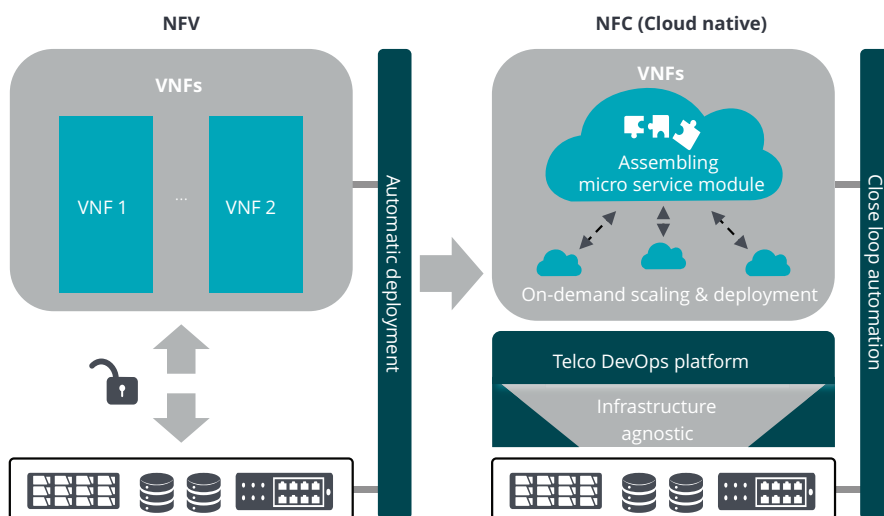 NFV
VNFs
VNF 1
...
VNF 2
Automatic deployment
NFC (Cloud native)
VNFs
Assembling
micro service module
On-demand scaling & deployment
Telco DevOps platform
Infrastructure
agnostic
Close loop automation